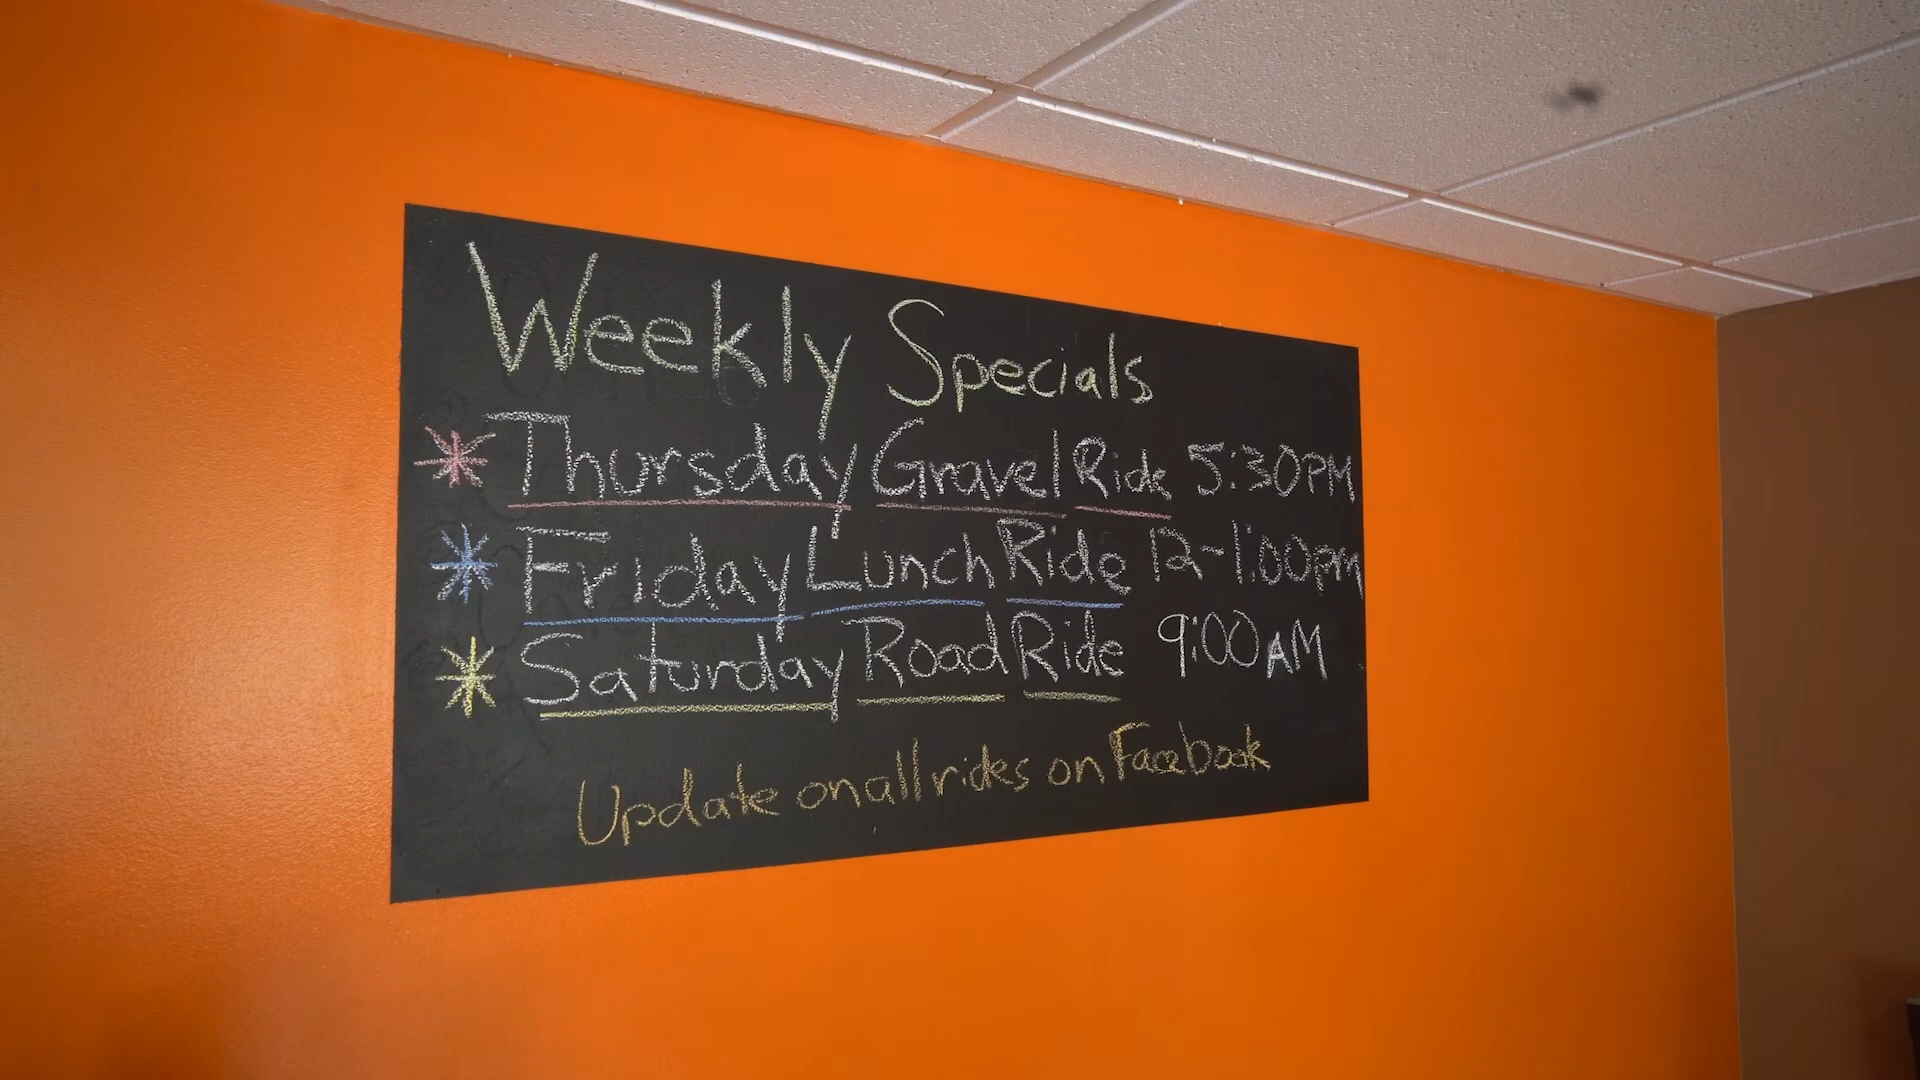 Weekly Specials
* Thursday Gravel Ride 5:30PM
* Friday Lunch Ride 12-1:00pm
* Saturday Road Ride 9:00AM
Update on all rides on Facebook